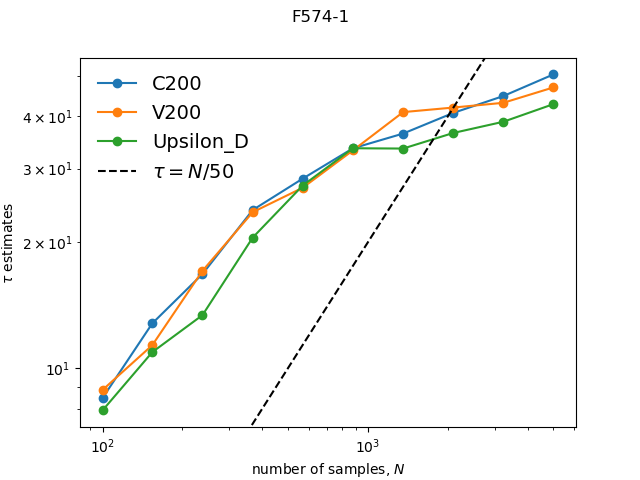 F574-1
C200
V200
Upsilon_D
τ = N/50
4 × 10¹
3 × 10¹
2 × 10¹
10¹
τ estimates
10²
10³
number of samples, N